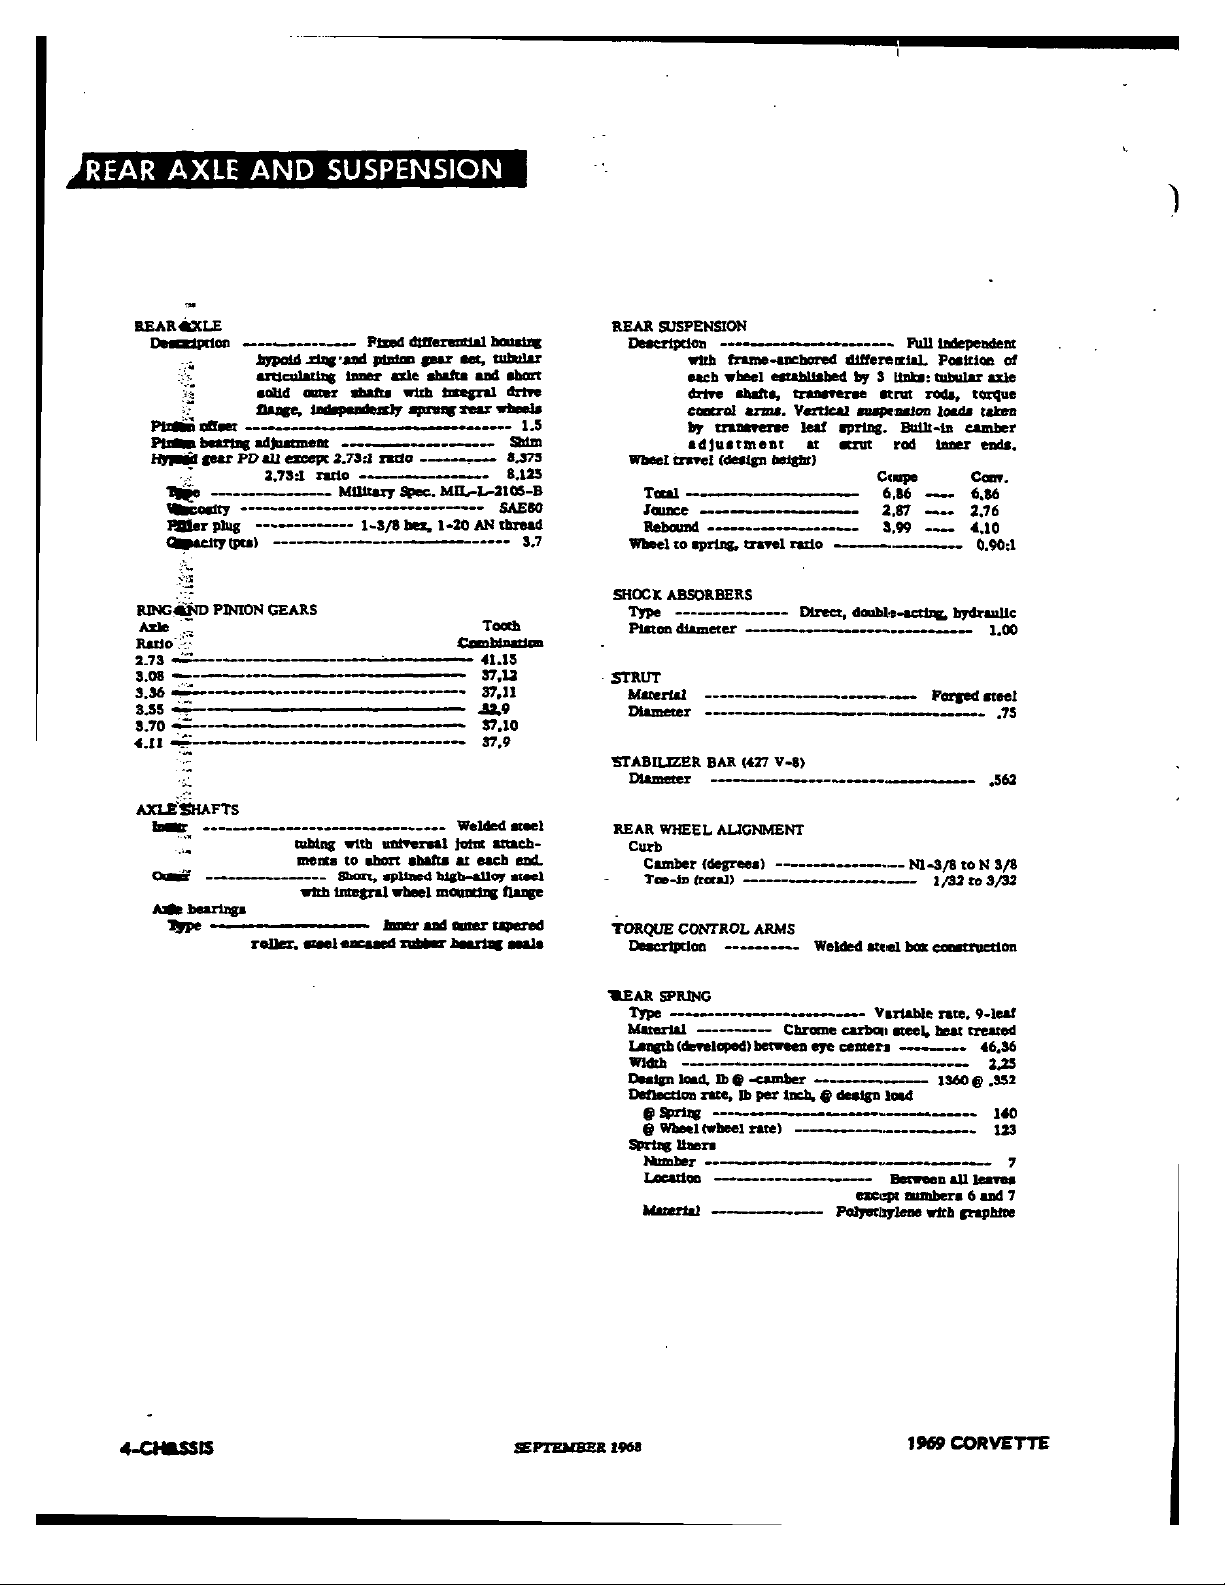 REAR AXLE AND SUSPENSION
REAR AXLE
Description --------------- Fixed differential housing
hypoid ring and pinion gear set, tubular
articulating inner axle shafts and short
solid outer shafts with integral drive
flange, independently sprung rear wheels
Pinion offset ----------------------------------- 1.5
Pinion bearing adjustment -------------------- Shim
Hypoid gear PD all except 2.73:1 ratio ---------- 8.375
2.73:1 ratio ----------------- 8.125
Type ---------------- Military Spec. MIL-L-2105-B
Viscosity ----------------------------------- SAE80
Filler plug ------------- 1-3/8 hex, 1-20 AN thread
Capacity (pts) ------------------------------- 3.7
RING AND PINION GEARS
Axle Tooth
Ratio Combination
2.73 --------------------------------------- 41.15
3.08 --------------------------------------- 37,12
3.36 --------------------------------------- 37,11
3.55 --------------------------------------- 32,9
3.70 --------------------------------------- 37,10
4.11 --------------------------------------- 37,9
AXLE SHAFTS
Inner -------------------------------- Welded steel
tubing with universal joint attach-
ments to short shafts at each end.
Outer ---------------- Short, splined high-alloy steel
with integral wheel mounting flange
Axle bearings
Type --------------------- Inner and outer tapered
roller, steel encased rubber bearing seals
REAR SUSPENSION
Description ----------------------- Full independent
with frame-anchored differential. Position of
each wheel established by 3 links: tubular axle
drive shafts, transverse strut rods, torque
control arms. Vertical suspension loads taken
by transverse leaf spring. Built-in camber
adjustment at strut rod inner ends.
Wheel travel (design height)
Coupe Conv.
Total ----------------------- 6.86 ---- 6.86
Jounce --------------------- 2.87 ---- 2.76
Rebound -------------------- 3.99 ---- 4.10
Wheel to spring, travel ratio ----------------- 0.90:1
SHOCK ABSORBERS
Type --------------- Direct, double-acting, hydraulic
Piston diameter ------------------------------ 1.00
STRUT
Material ---------------------------- Forged steel
Diameter ------------------------------------- .75
STABILIZER BAR (427 V-8)
Diameter ----------------------------------- .562
REAR WHEEL ALIGNMENT
Curb
Camber (degrees) ----------------- N1-3/8 to N 3/8
Toe-in (total) ----------------------- 1/32 to 3/32
TORQUE CONTROL ARMS
Description ---------- Welded steel box construction
REAR SPRING
Type -------------------------- Variable rate, 9-leaf
Material ---------- Chrome carbon steel, heat treated
Length (developed) between eye centers --------- 46.36
Width -------------------------------------- 2.25
Design load, lb @ -camber --------------- 1360 @ .352
Deflection rate, lb per inch, @ design load
@ Spring ----------------------------------- 140
@ Wheel (wheel rate) ------------------------ 123
Spring liners
Number -------------------------------------- 7
Location --------------------- Between all leaves
except numbers 6 and 7
Material --------------- Polyethylene with graphite
4-CHASSIS
SEPTEMBER 1968
1969 CORVETTE